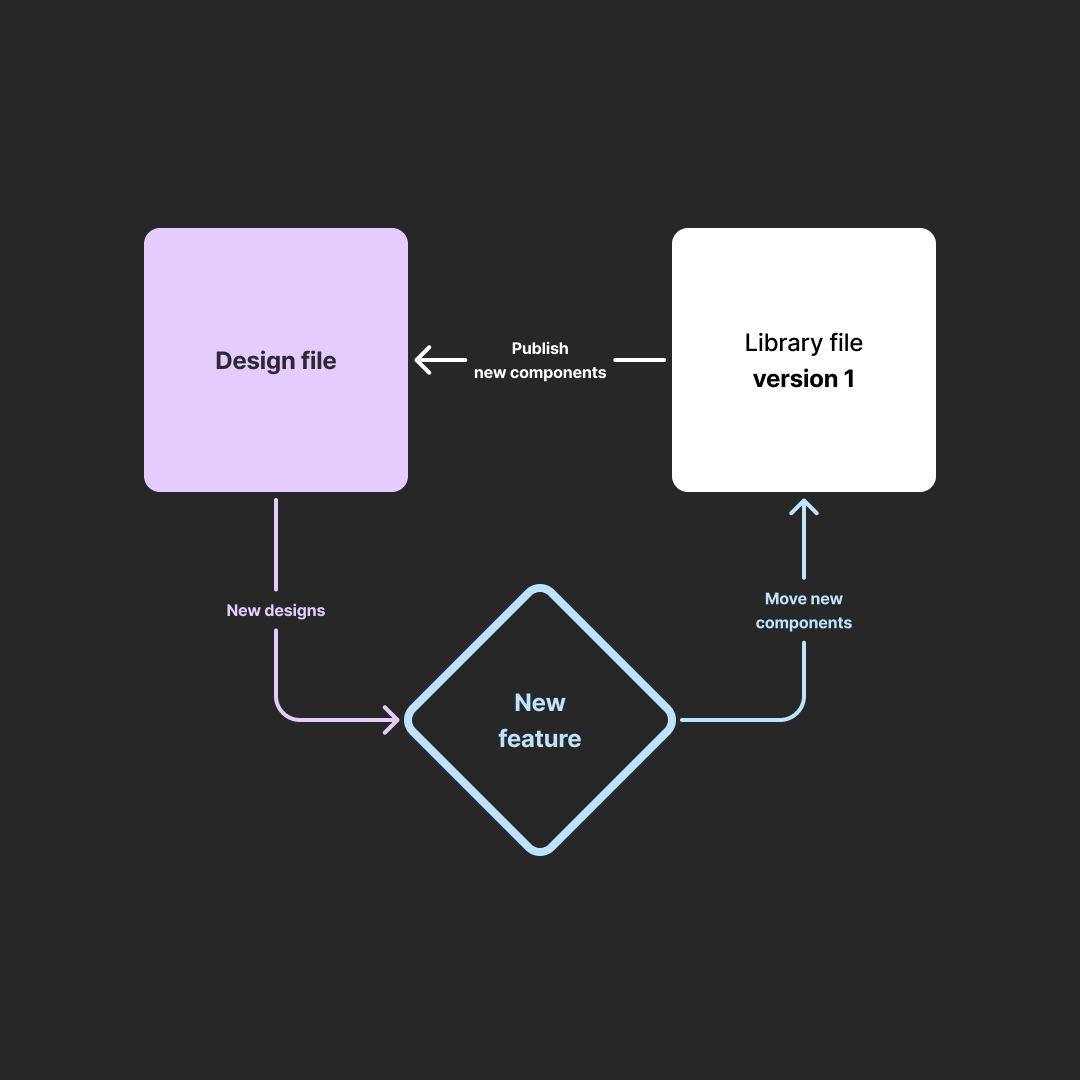 Design file
Publish
new components
Library file
version 1
New designs
Move new
components
New
feature